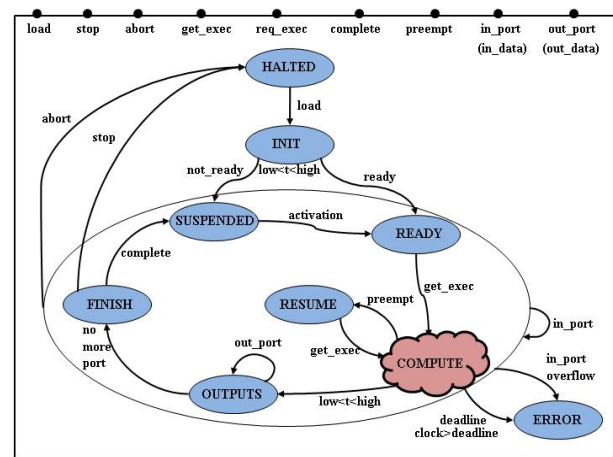 load stop abort get_exec req_exec complete preempt in_port out_port
(in_data) (out_data)
HALTED
abort
load
stop
INIT
not_ready
low<t<high
ready
SUSPENDED
activation
READY
complete
get_exec
FINISH
RESUME
preempt
in_port
no
more
port
out_port
get_exec
COMPUTE
in_port
overflow
OUTPUTS
low<t<high
deadline
clock>deadline
ERROR